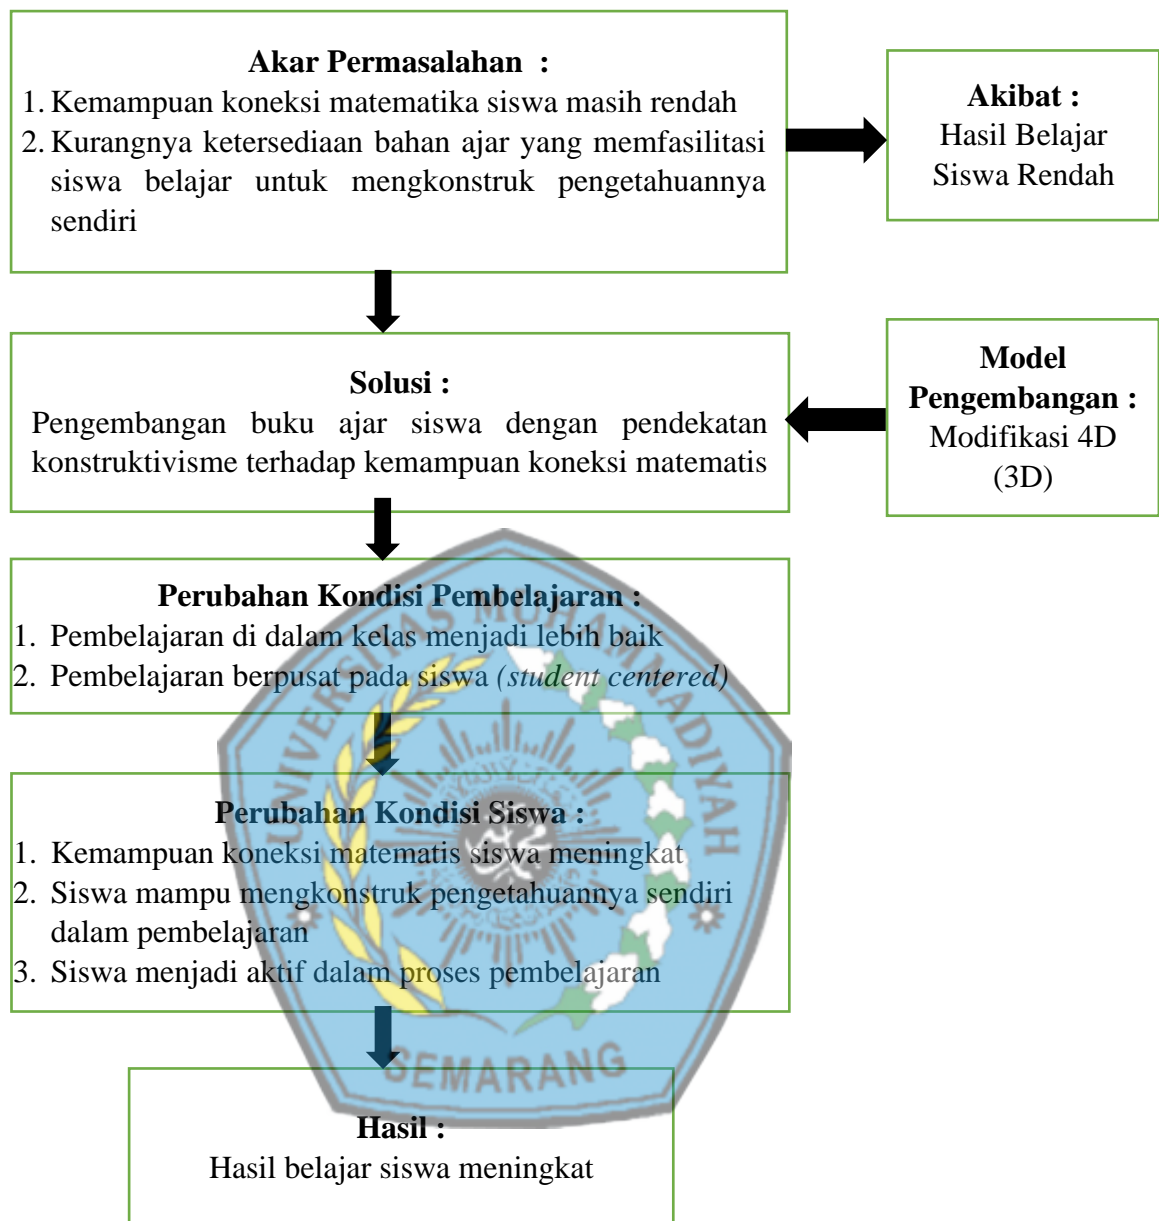 Akar Permasalahan :
1. Kemampuan koneksi matematika siswa masih rendah
2. Kurangnya ketersediaan bahan ajar yang memfasilitasi
siswa belajar untuk mengkonstruk pengetahuannya
sendiri
Akibat :
Hasil Belajar
Siswa Rendah
Solusi :
Pengembangan buku ajar siswa dengan pendekatan
konstruktivisme terhadap kemampuan koneksi matematis
Model
Pengembangan :
Modifikasi 4D
(3D)
Perubahan Kondisi Pembelajaran :
1. Pembelajaran di dalam kelas menjadi lebih baik
2. Pembelajaran berpusat pada siswa (student centered)
Perubahan Kondisi Siswa :
1. Kemampuan koneksi matematis siswa meningkat
2. Siswa mampu mengkonstruk pengetahuannya sendiri
dalam pembelajaran
3. Siswa menjadi aktif dalam proses pembelajaran
Hasil :
Hasil belajar siswa meningkat
UNIVERSITAS MUHAMMADIYAH
SEMARANG